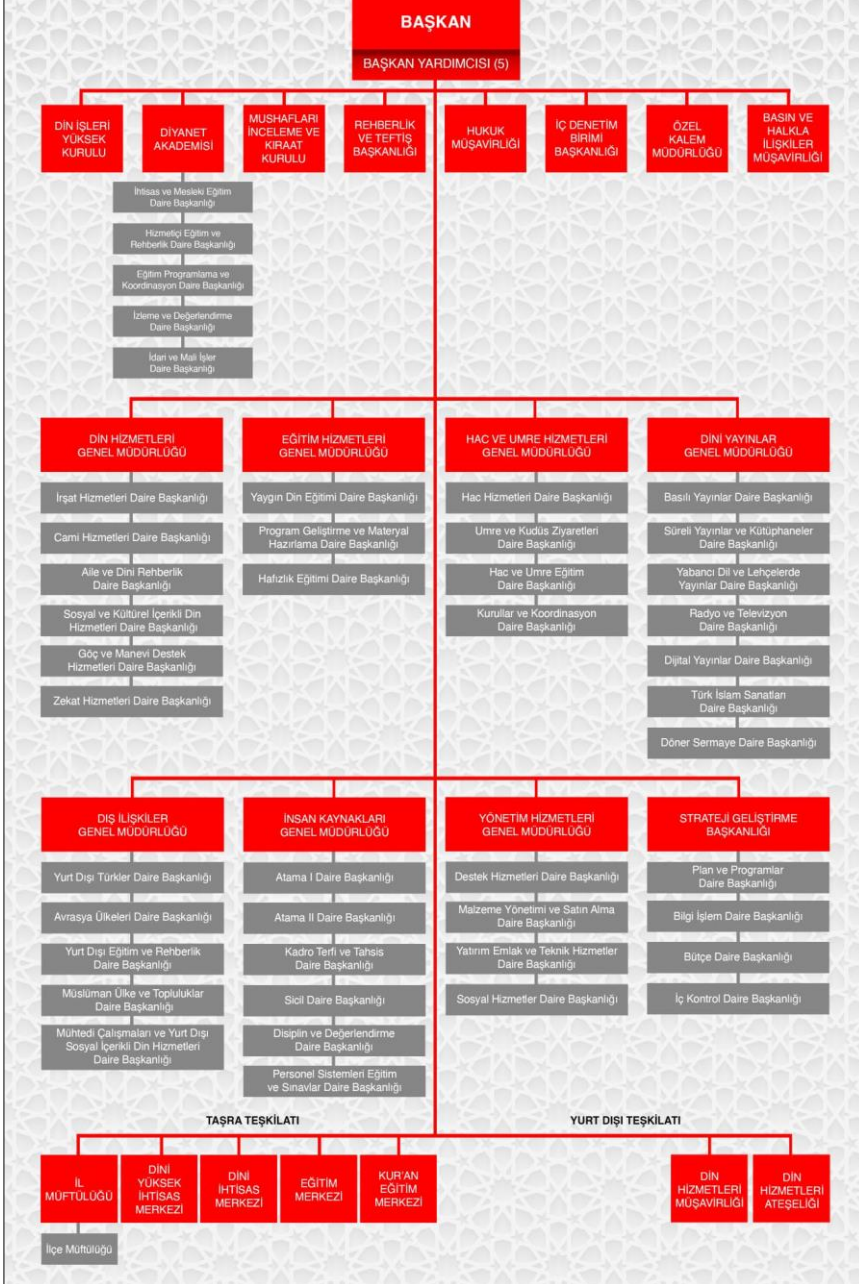 BAŞKAN
BAŞKAN YARDIMCISI (5)
DİN İŞLERİ
YÜKSEK
KURULU
DİYANET
AKADEMİSİ
MUSHAFLARI
İNCELEME VE
KIRAAT
KURULU
REHBERLİK
VE TEFTİŞ
BAŞKANLIĞI
HUKUK
MÜŞAVİRLİĞİ
İÇ DENETİM
BİRİMİ
BAŞKANLIĞI
ÖZEL
KALEM
MÜDÜRLÜĞÜ
BASIN VE
HALKLA
İLİŞKİLER
MÜŞAVİRLİĞİ
İhtisas ve Mesleki Eğitim
Daire Başkanlığı
Hizmetiçi Eğitim ve
Rehberlik Daire Başkanlığı
Eğitim Programlama ve
Koordinasyon Daire Başkanlığı
İzleme ve Değerlendirme
Daire Başkanlığı
İdari ve Mali İşler
Daire Başkanlığı
DİN HİZMETLERİ
GENEL MÜDÜRLÜĞÜ
İrşat Hizmetleri Daire Başkanlığı
Cami Hizmetleri Daire Başkanlığı
Aile ve Dini Rehberlik
Daire Başkanlığı
Sosyal ve Kültürel İçerikli Din
Hizmetleri Daire Başkanlığı
Göç ve Manevi Destek
Hizmetleri Daire Başkanlığı
Zekat Hizmetleri Daire Başkanlığı
EĞİTİM HİZMETLERİ
GENEL MÜDÜRLÜĞÜ
Yaygın Din Eğitimi Daire Başkanlığı
Program Geliştirme ve Materyal
Hazırlama Daire Başkanlığı
Hafızlık Eğitimi Daire Başkanlığı
HAC VE UMRE HİZMETLERİ
GENEL MÜDÜRLÜĞÜ
Hac Hizmetleri Daire Başkanlığı
Umre ve Kudüs Ziyaretleri
Daire Başkanlığı
Hac ve Umre Eğitim
Daire Başkanlığı
Kurullar ve Koordinasyon
Daire Başkanlığı
DİNİ YAYINLAR
GENEL MÜDÜRLÜĞÜ
Basılı Yayınlar Daire Başkanlığı
Süreli Yayınlar ve Kütüphaneler
Daire Başkanlığı
Yabancı Dil ve Lehçelerde
Yayınlar Daire Başkanlığı
Radyo ve Televizyon
Daire Başkanlığı
Dijital Yayınlar Daire Başkanlığı
Türk İslam Sanatları
Daire Başkanlığı
Döner Sermaye Daire Başkanlığı
DIŞ İLİŞKİLER
GENEL MÜDÜRLÜĞÜ
Yurt Dışı Türkler Daire Başkanlığı
Avrasya Ülkeleri Daire Başkanlığı
Yurt Dışı Eğitim ve Rehberlik
Daire Başkanlığı
Müslüman Ülke ve Topluluklar
Daire Başkanlığı
Mühtedi Çalışmaları ve Yurt Dışı
Sosyal İçerikli Din Hizmetleri
Daire Başkanlığı
İNSAN KAYNAKLARI
GENEL MÜDÜRLÜĞÜ
Atama I Daire Başkanlığı
Atama II Daire Başkanlığı
Kadro Terfi ve Tahsis
Daire Başkanlığı
Sicil Daire Başkanlığı
Disiplin ve Değerlendirme
Daire Başkanlığı
Personel Sistemleri Eğitim
ve Sınavlar Daire Başkanlığı
YÖNETİM HİZMETLERİ
GENEL MÜDÜRLÜĞÜ
Destek Hizmetleri Daire Başkanlığı
Malzeme Yönetimi ve Satın Alma
Daire Başkanlığı
Yatırım Emlak ve Teknik Hizmetler
Daire Başkanlığı
Sosyal Hizmetler Daire Başkanlığı
STRATEJİ GELİŞTİRME
BAŞKANLIĞI
Plan ve Programlar
Daire Başkanlığı
Bilgi İşlem Daire Başkanlığı
Bütçe Daire Başkanlığı
İç Kontrol Daire Başkanlığı
TAŞRA TEŞKİLATI
İL
MÜFTÜLÜĞÜ
DİNİ
YÜKSEK
İHTİSAS
MERKEZİ
DİNİ
İHTİSAS
MERKEZİ
EĞİTİM
MERKEZİ
KUR'AN
EĞİTİM
MERKEZİ
İlçe Müftülüğü
YURT DIŞI TEŞKİLATI
DİN
HİZMETLERİ
MÜŞAVİRLİĞİ
DİN
HİZMETLERİ
ATEŞELİĞİ